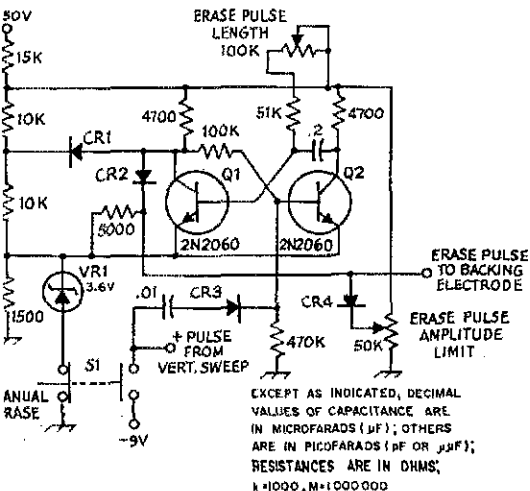 50V
15K
ERASE PULSE
LENGTH
100K
10K
4700
100K
51K
4700
.2
CR1
CR2
Q1
Q2
10K
5000
2N2060
2N2060
VR1
3.6V
1500
.01
CR3
CR4
ERASE PULSE
TO BACKING
ELECTRODE
ERASE PULSE
AMPLITUDE
LIMIT
50K
470K
S1
+ PULSE
FROM
VERT. SWEEP
ANUAL
RASE
-9V
EXCEPT AS INDICATED, DECIMAL
VALUES OF CAPACITANCE ARE
IN MICROFARADS (µF); OTHERS
ARE IN PICOFARADS (pF OR µµF);
RESISTANCES ARE IN OHMS;
k=1000, M=1000000